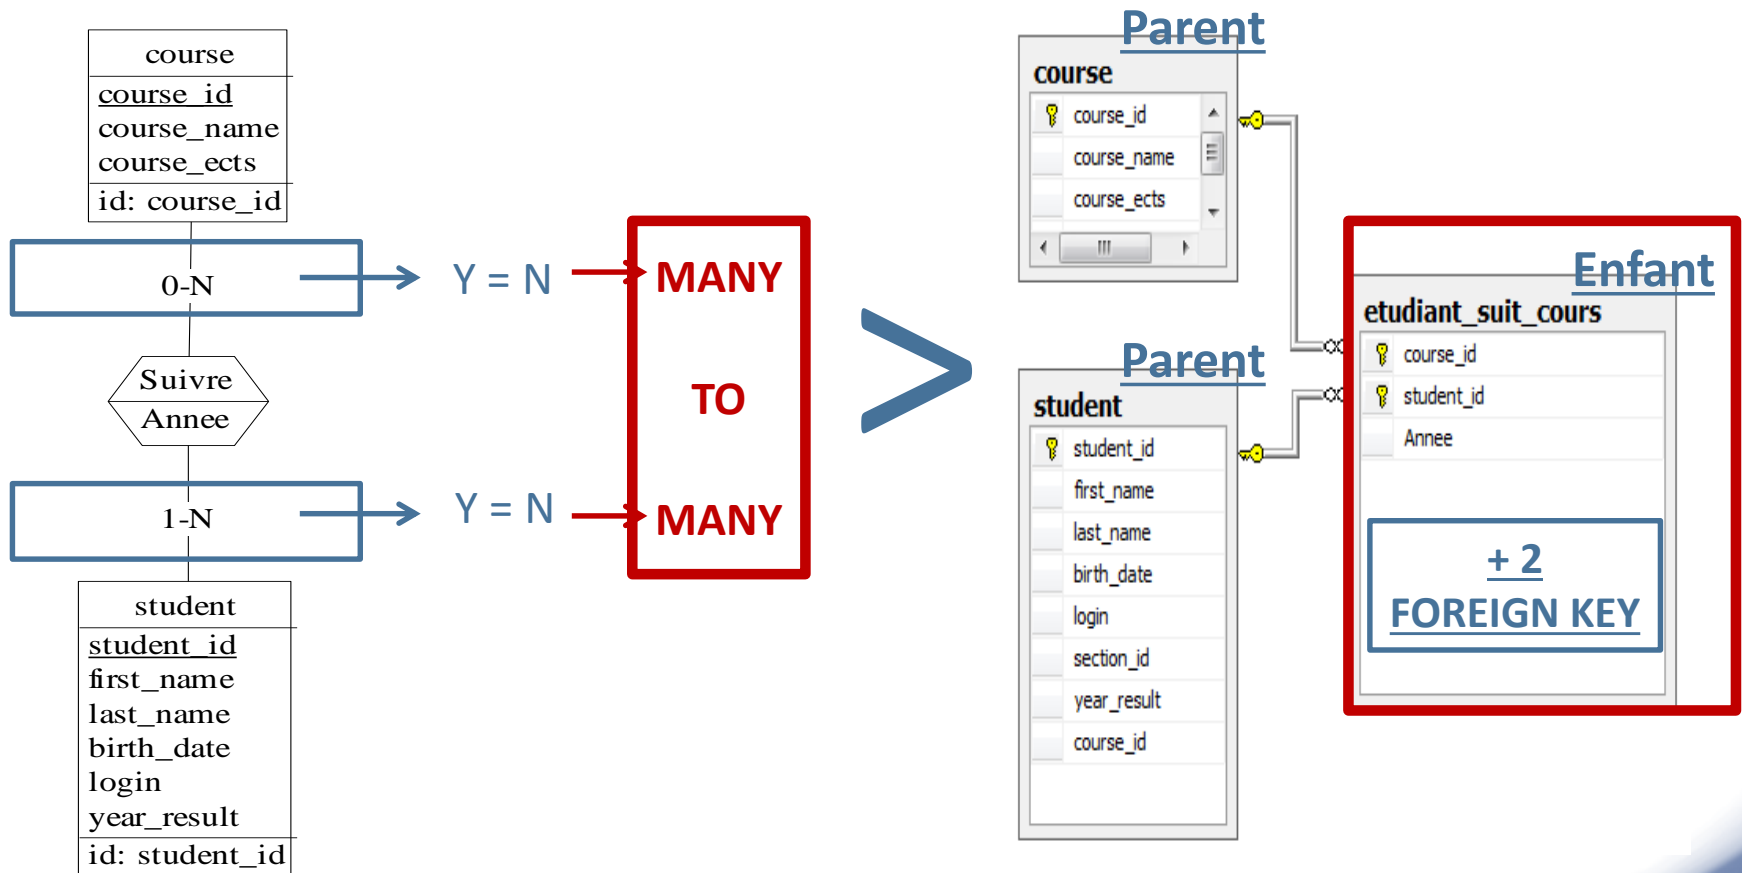 course
course_id
course_name
course_ects
id: course_id
0-N
Suivre
Annee
1-N
student
student_id
first_name
last_name
birth_date
login
year_result
id: student_id
Y = N
Y = N
MANY
TO
MANY
>
Parent
course
course_id
course_name
course_ects
Parent
student
student_id
first_name
last_name
birth_date
login
section_id
year_result
course_id
Enfant
etudiant_suit_cours
course_id
student_id
Annee
+ 2
FOREIGN KEY